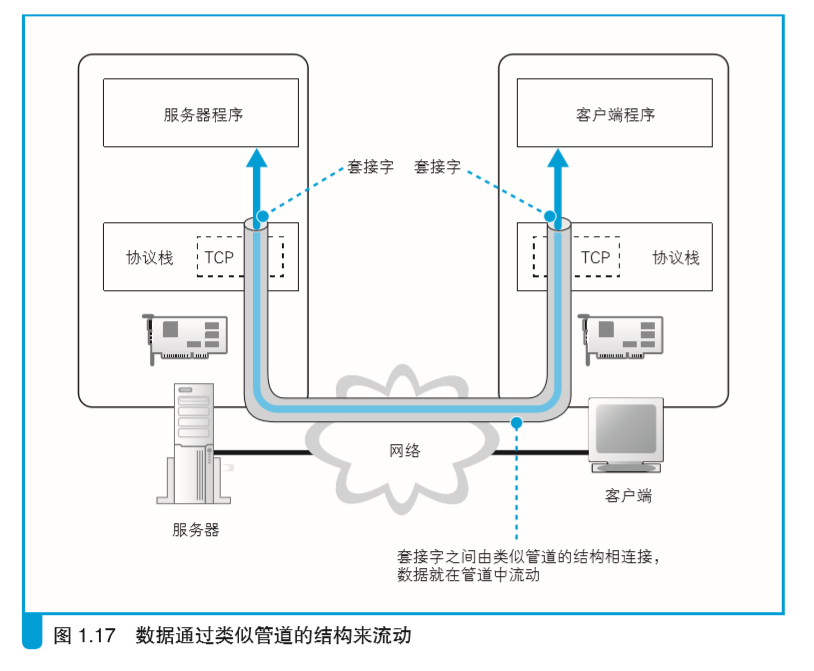 服务器程序
客户端程序
套接字
套接字
协议栈
TCP
TCP
协议栈
网络
服务器
客户端
套接字之间由类似管道的结构相连接，
数据就在管道中流动
图 1.17 数据通过类似管道的结构来流动